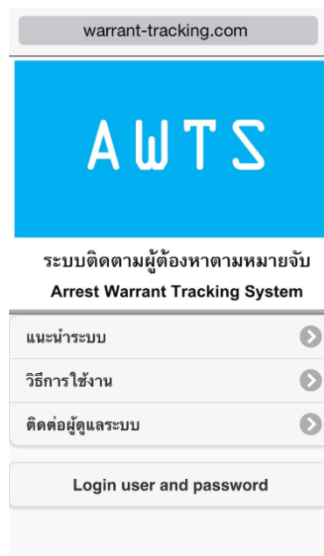 warrant-tracking.com
AWTS
ระบบติดตามผู้ต้องหาตามหมายจับ
Arrest Warrant Tracking System
แนะนำระบบ
วิธีการใช้งาน
ติดต่อผู้ดูแลระบบ
Login user and password